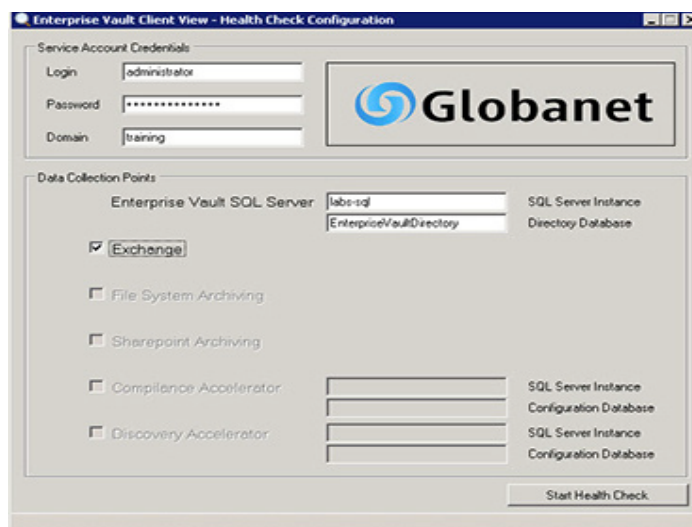 Enterprise Vault Client View - Health Check Configuration
Service Account Credentials
Login administrator
Globanet
Password **************
Domain training
Data Collection Points
Enterprise Vault SQL Server labs-sql SQL Server Instance
EnterpriseVaultDirectory Directory Database
Exchange
File System Archiving
Sharepoint Archiving
Compilance Accelerator SQL Server Instance
Configuration Database
Discovery Accelerator SQL Server Instance
Configuration Database
Start Health Check